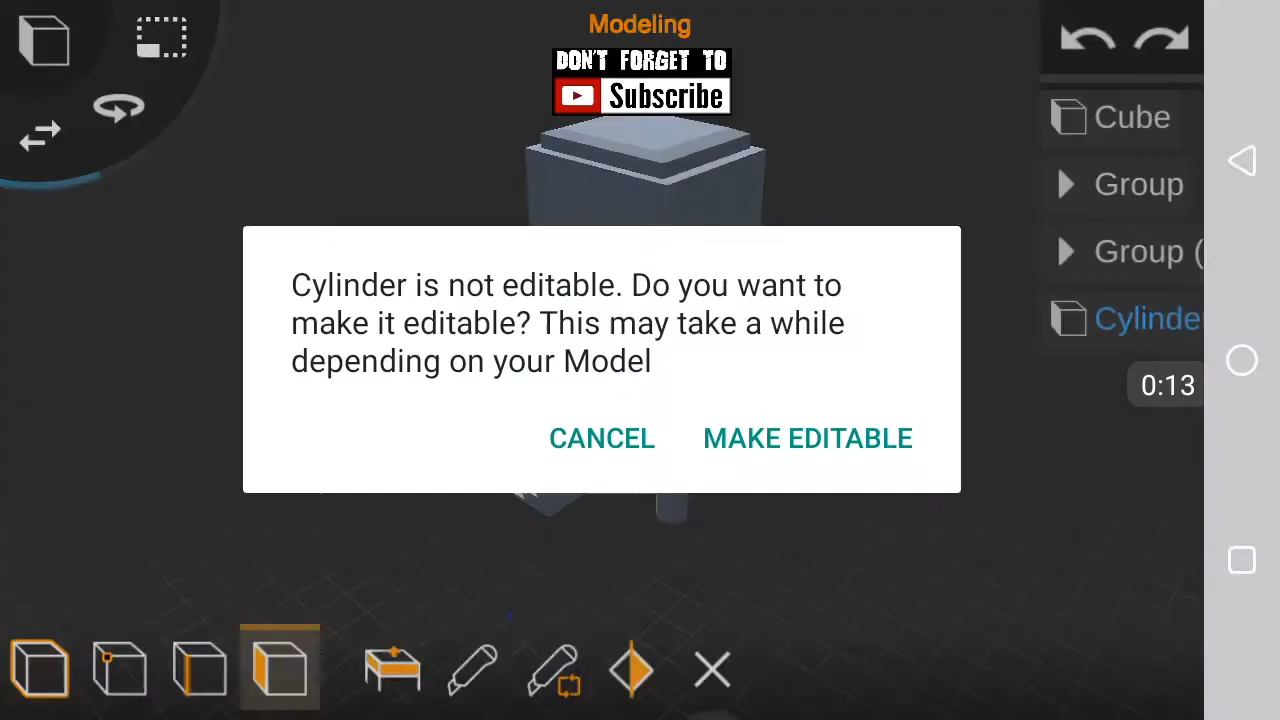 Modeling
DON'T FORGET TO
Subscribe
Cube
Group
Group (
Cylinde
0:13
Cylinder is not editable. Do you want to
make it editable? This may take a while
depending on your Model
CANCEL MAKE EDITABLE